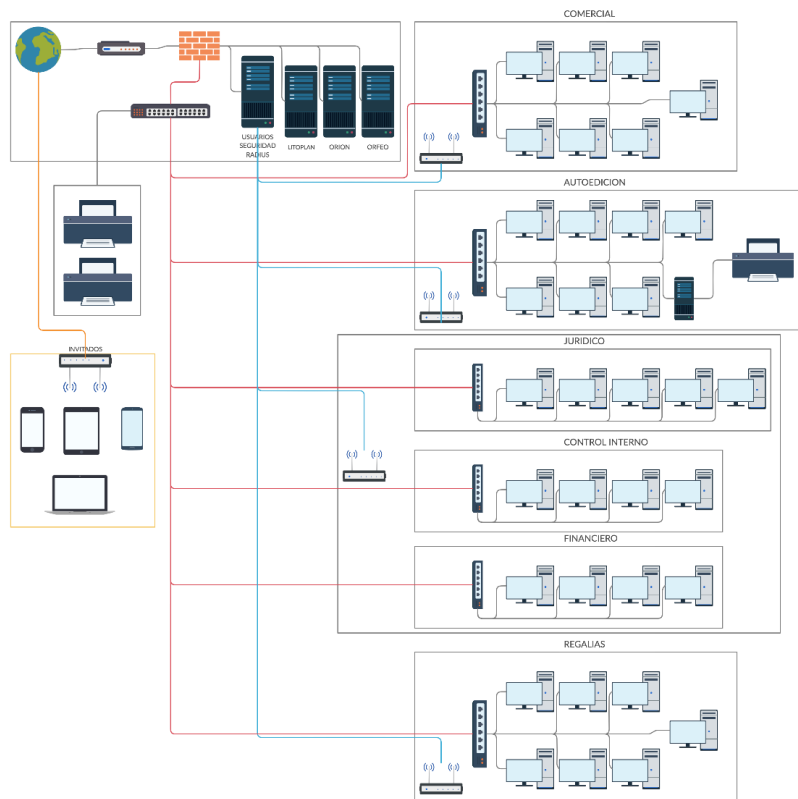 COMERCIAL
USUARIOS
SEGURIDAD
RADIUS
LITOPLAN
ORION
ORFEO
AUTOEDICION
INVITADOS
JURIDICO
CONTROL INTERNO
FINANCIERO
REGALIAS